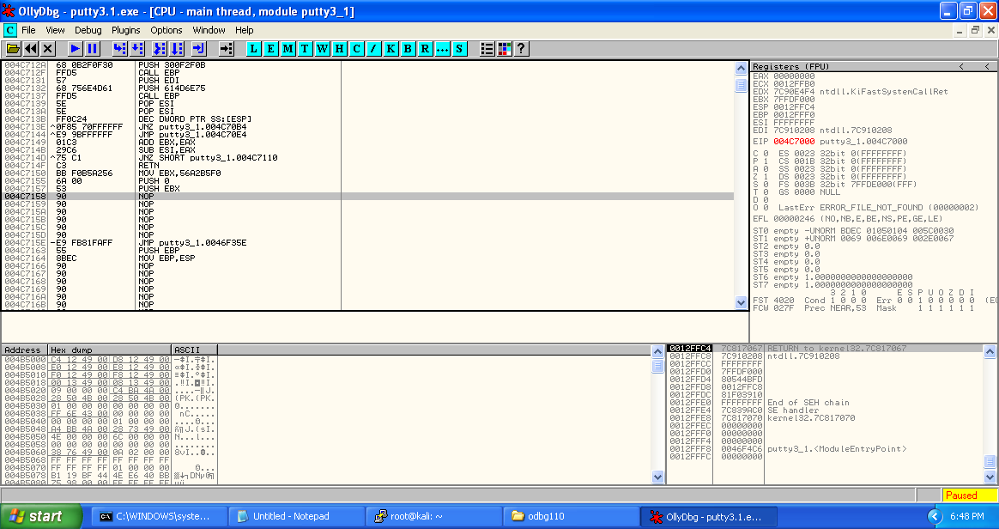 OllyDbg - putty3.1.exe - [CPU - main thread, module putty3_1]
C File View Debug Plugins Options Window Help
L E M T W H C / K B R ... S ?
004C712A 68 0B2F0F30 PUSH 300F2F0B
004C712F FFD5 CALL EBP
004C7131 57 PUSH EDI
004C7132 68 756E4D61 PUSH 614D6E75
004C7137 FFD5 CALL EBP
004C7139 5E POP ESI
004C713A 5E POP ESI
004C713B FF0C24 DEC DWORD PTR SS:[ESP]
004C713E ^0F85 70FFFFFF JNZ putty3_1.004C70B4
004C7144 ^E9 9BFFFFFF JMP putty3_1.004C70E4
004C7149 01C3 ADD EBX,EAX
004C714B 29C6 SUB ESI,EAX
004C714D ^75 C1 JNZ SHORT putty3_1.004C7110
004C714F C3 RETN
004C7150 BB F0B5A256 MOV EBX,56A2B5F0
004C7155 6A 00 PUSH 0
004C7157 53 PUSH EBX
004C7158 90 NOP
004C7159 90 NOP
004C715A 90 NOP
004C715B 90 NOP
004C715C 90 NOP
004C715D 90 NOP
004C715E -E9 FB81FAFF JMP putty3_1.0046F35E
004C7163 55 PUSH EBP
004C7164 8BEC MOV EBP,ESP
004C7166 90 NOP
004C7167 90 NOP
004C7168 90 NOP
004C7169 90 NOP
004C716A 90 NOP
004C716B 90 NOP
Registers (FPU) < <
EAX 00000000
ECX 0012FFB0
EDX 7C90E4F4 ntdll.KiFastSystemCallRet
EBX 7FFDF000
ESP 0012FFC4
EBP 0012FFF0
ESI FFFFFFFF
EDI 7C910208 ntdll.7C910208
EIP 004C7000 putty3_1.004C7000
C 0 ES 0023 32bit 0(FFFFFFFF)
P 1 CS 001B 32bit 0(FFFFFFFF)
A 0 SS 0023 32bit 0(FFFFFFFF)
Z 1 DS 0023 32bit 0(FFFFFFFF)
S 0 FS 003B 32bit 7FFDE000(FFF)
T 0 GS 0000 NULL
D 0
O 0 LastErr ERROR_FILE_NOT_FOUND (00000002)
EFL 00000246 (NO,NB,E,BE,NS,PE,GE,LE)
ST0 empty -UNORM BDEC 01050104 005C0030
ST1 empty +UNORM 0069 006E0069 002E0067
ST2 empty 0.0
ST3 empty 0.0
ST4 empty 0.0
ST5 empty 0.0
ST6 empty 1.0000000000000000000
ST7 empty 1.0000000000000000000
3 2 1 0 E S P U O Z D I
FST 4020 Cond 1 0 0 0 Err 0 0 1 0 0 0 0 0 (EQ
FCW 027F Prec NEAR,53 Mask 1 1 1 1 1 1
Address Hex dump ASCII
004B5000 C4 12 49 00 D8 12 49 00
004B5008 E0 12 49 00 E8 12 49 00
004B5010 F0 12 49 00 F8 12 49 00
004B5018 00 13 49 00 08 13 49 00
004B5020 09 00 00 00 C4 BA 4A 00
004B5028 28 50 4B 00 28 50 4B 00 (PK.(PK.
004B5030 01 00 00 00 00 00 00 00
004B5038 FF 6E 43 00 00 00 00 00 nC.....
004B5040 00 00 00 00 01 00 00 00
004B5048 A4 BB 4A 00 28 73 49 00 ñ╗J.(sI.
004B5050 4E 00 00 00 6C 00 00 00 N...l...
004B5058 00 00 00 00 00 00 00 00 ........
004B5060 38 76 49 00 0A 02 00 00
004B5068 FF FF FF FF FF FF FF FF
004B5070 FF FF FF FF 01 00 00 00
004B5078 B1 19 BF 44 4E E6 40 BB
0012FFC4 7C817067 RETURN to kernel32.7C817067
0012FFC8 7C910208 ntdll.7C910208
0012FFCC FFFFFFFF
0012FFD0 7FFDF000
0012FFD4 80544BFD
0012FFD8 0012FFC8
0012FFDC 81F03910
0012FFE0 FFFFFFFF End of SEH chain
0012FFE4 7C839AC0 SE handler
0012FFE8 7C817070 kernel32.7C817070
0012FFEC 00000000
0012FFF0 00000000
0012FFF4 00000000
0012FFF8 0046F4C6 putty3_1.<ModuleEntryPoint>
0012FFFC 00000000
Paused
start C:\WINDOWS\syste... Untitled - Notepad root@kali: ~ odbg110 OllyDbg - putty3.1.e... 6:48 PM